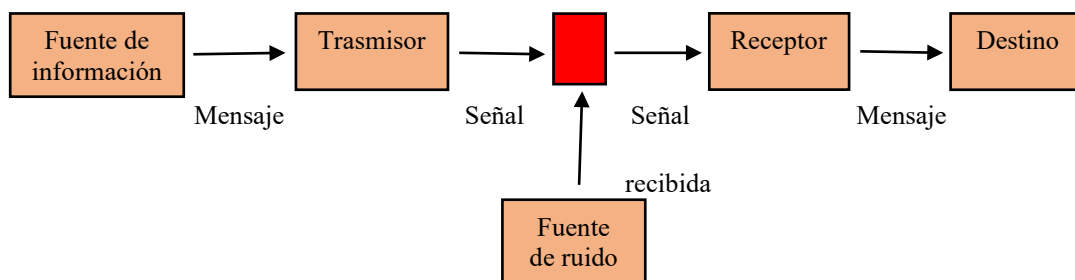 Fuente de
información
Trasmisor
Receptor
Destino
Mensaje
Señal
Señal
Mensaje
recibida
Fuente
de ruido